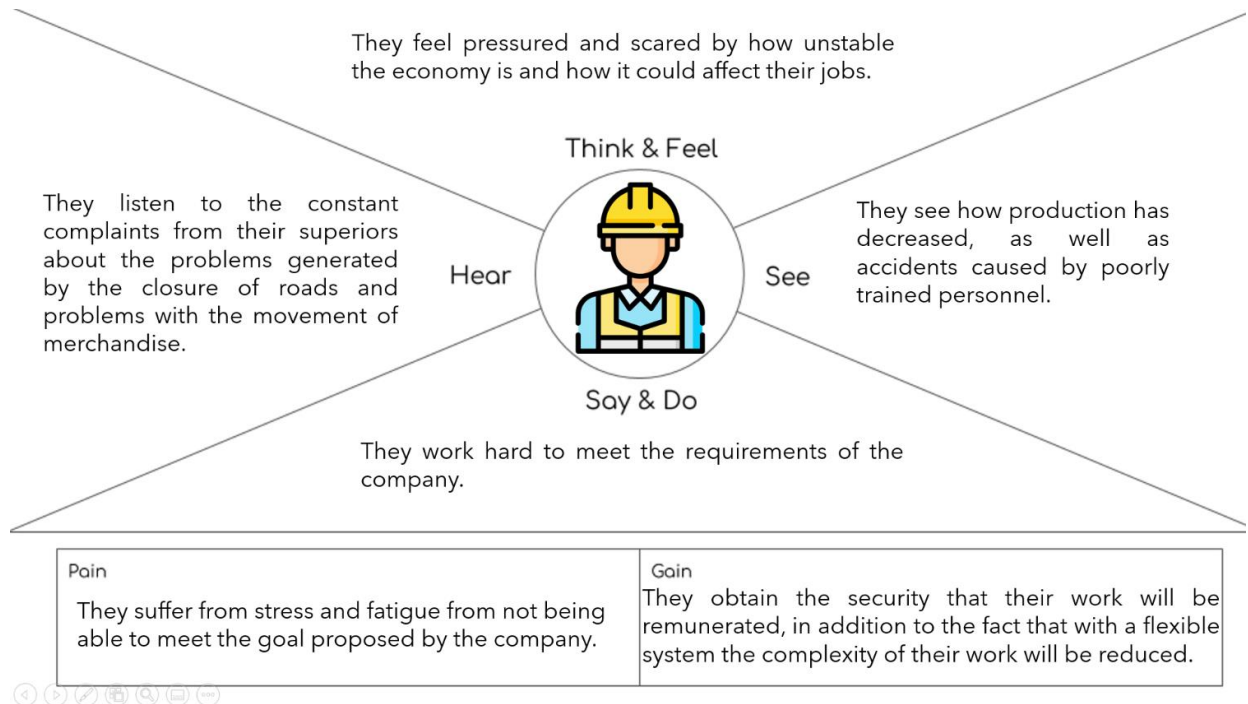 They feel pressured and scared by how unstable
the economy is and how it could affect their jobs.
Think & Feel
They listen to the constant
complaints from their superiors
about the problems generated
by the closure of roads and
problems with the movement of
merchandise.
Hear
See
They see how production has
decreased, as well as
accidents caused by poorly
trained personnel.
Say & Do
They work hard to meet the requirements of the
company.
Pain
They suffer from stress and fatigue from not being
able to meet the goal proposed by the company.
Gain
They obtain the security that their work will be
remunerated, in addition to the fact that with a flexible
system the complexity of their work will be reduced.